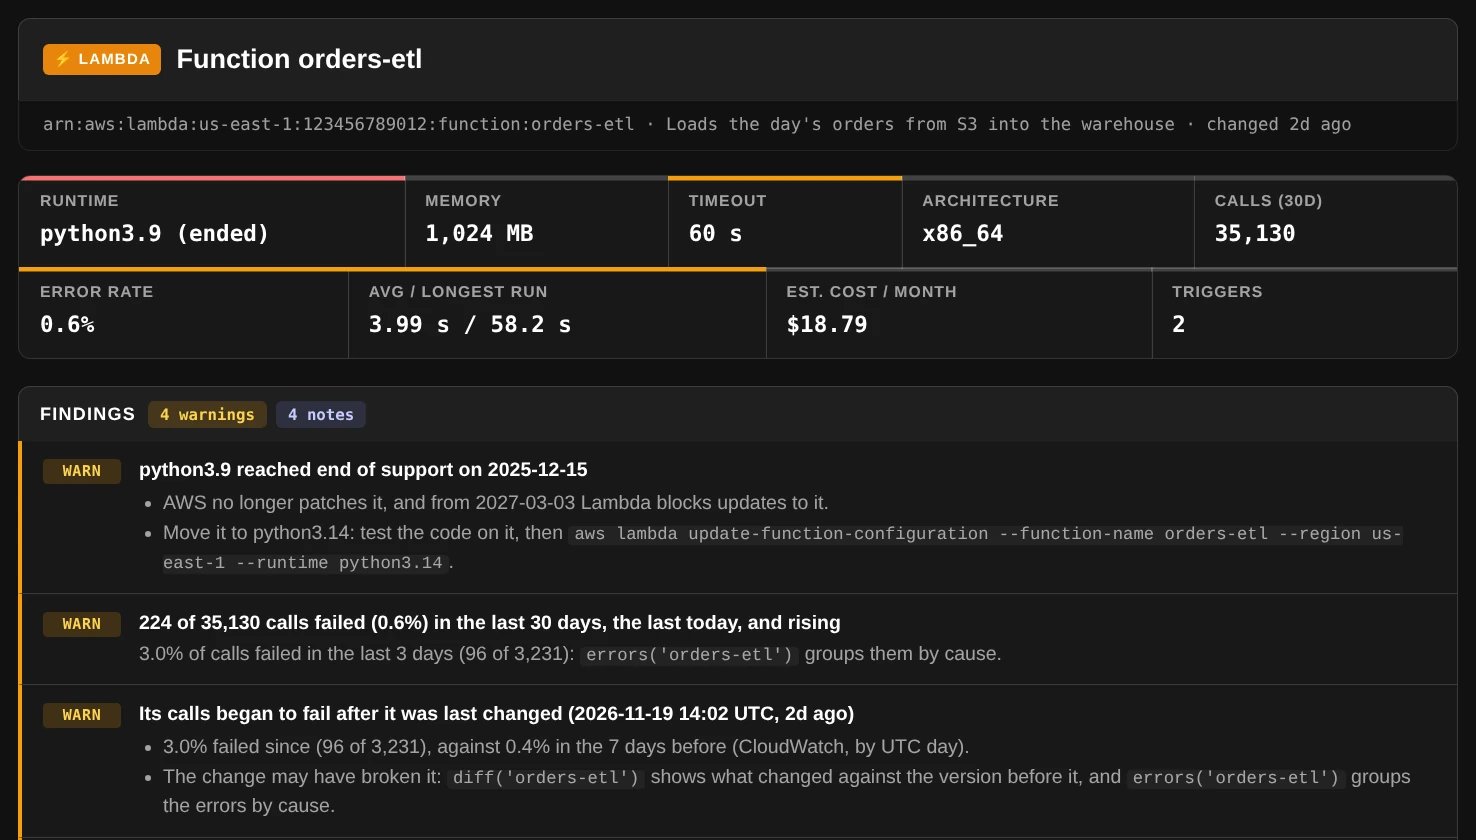 ⚡ LAMBDA Function orders-etl
arn:aws:lambda:us-east-1:123456789012:function:orders-etl · Loads the day's orders from S3 into the warehouse · changed 2d ago
RUNTIME
python3.9 (ended)
MEMORY
1,024 MB
TIMEOUT
60 s
ARCHITECTURE
x86_64
CALLS (30D)
35,130
ERROR RATE
0.6%
AVG / LONGEST RUN
3.99 s / 58.2 s
EST. COST / MONTH
$18.79
TRIGGERS
2
FINDINGS 4 warnings 4 notes
WARN python3.9 reached end of support on 2025-12-15
• AWS no longer patches it, and from 2027-03-03 Lambda blocks updates to it.
• Move it to python3.14: test the code on it, then aws lambda update-function-configuration --function-name orders-etl --region us-
east-1 --runtime python3.14.
WARN 224 of 35,130 calls failed (0.6%) in the last 30 days, the last today, and rising
3.0% of calls failed in the last 3 days (96 of 3,231): errors('orders-etl') groups them by cause.
WARN Its calls began to fail after it was last changed (2026-11-19 14:02 UTC, 2d ago)
• 3.0% failed since (96 of 3,231), against 0.4% in the 7 days before (CloudWatch, by UTC day).
• The change may have broken it: diff('orders-etl') shows what changed against the version before it, and errors('orders-etl') groups
the errors by cause.